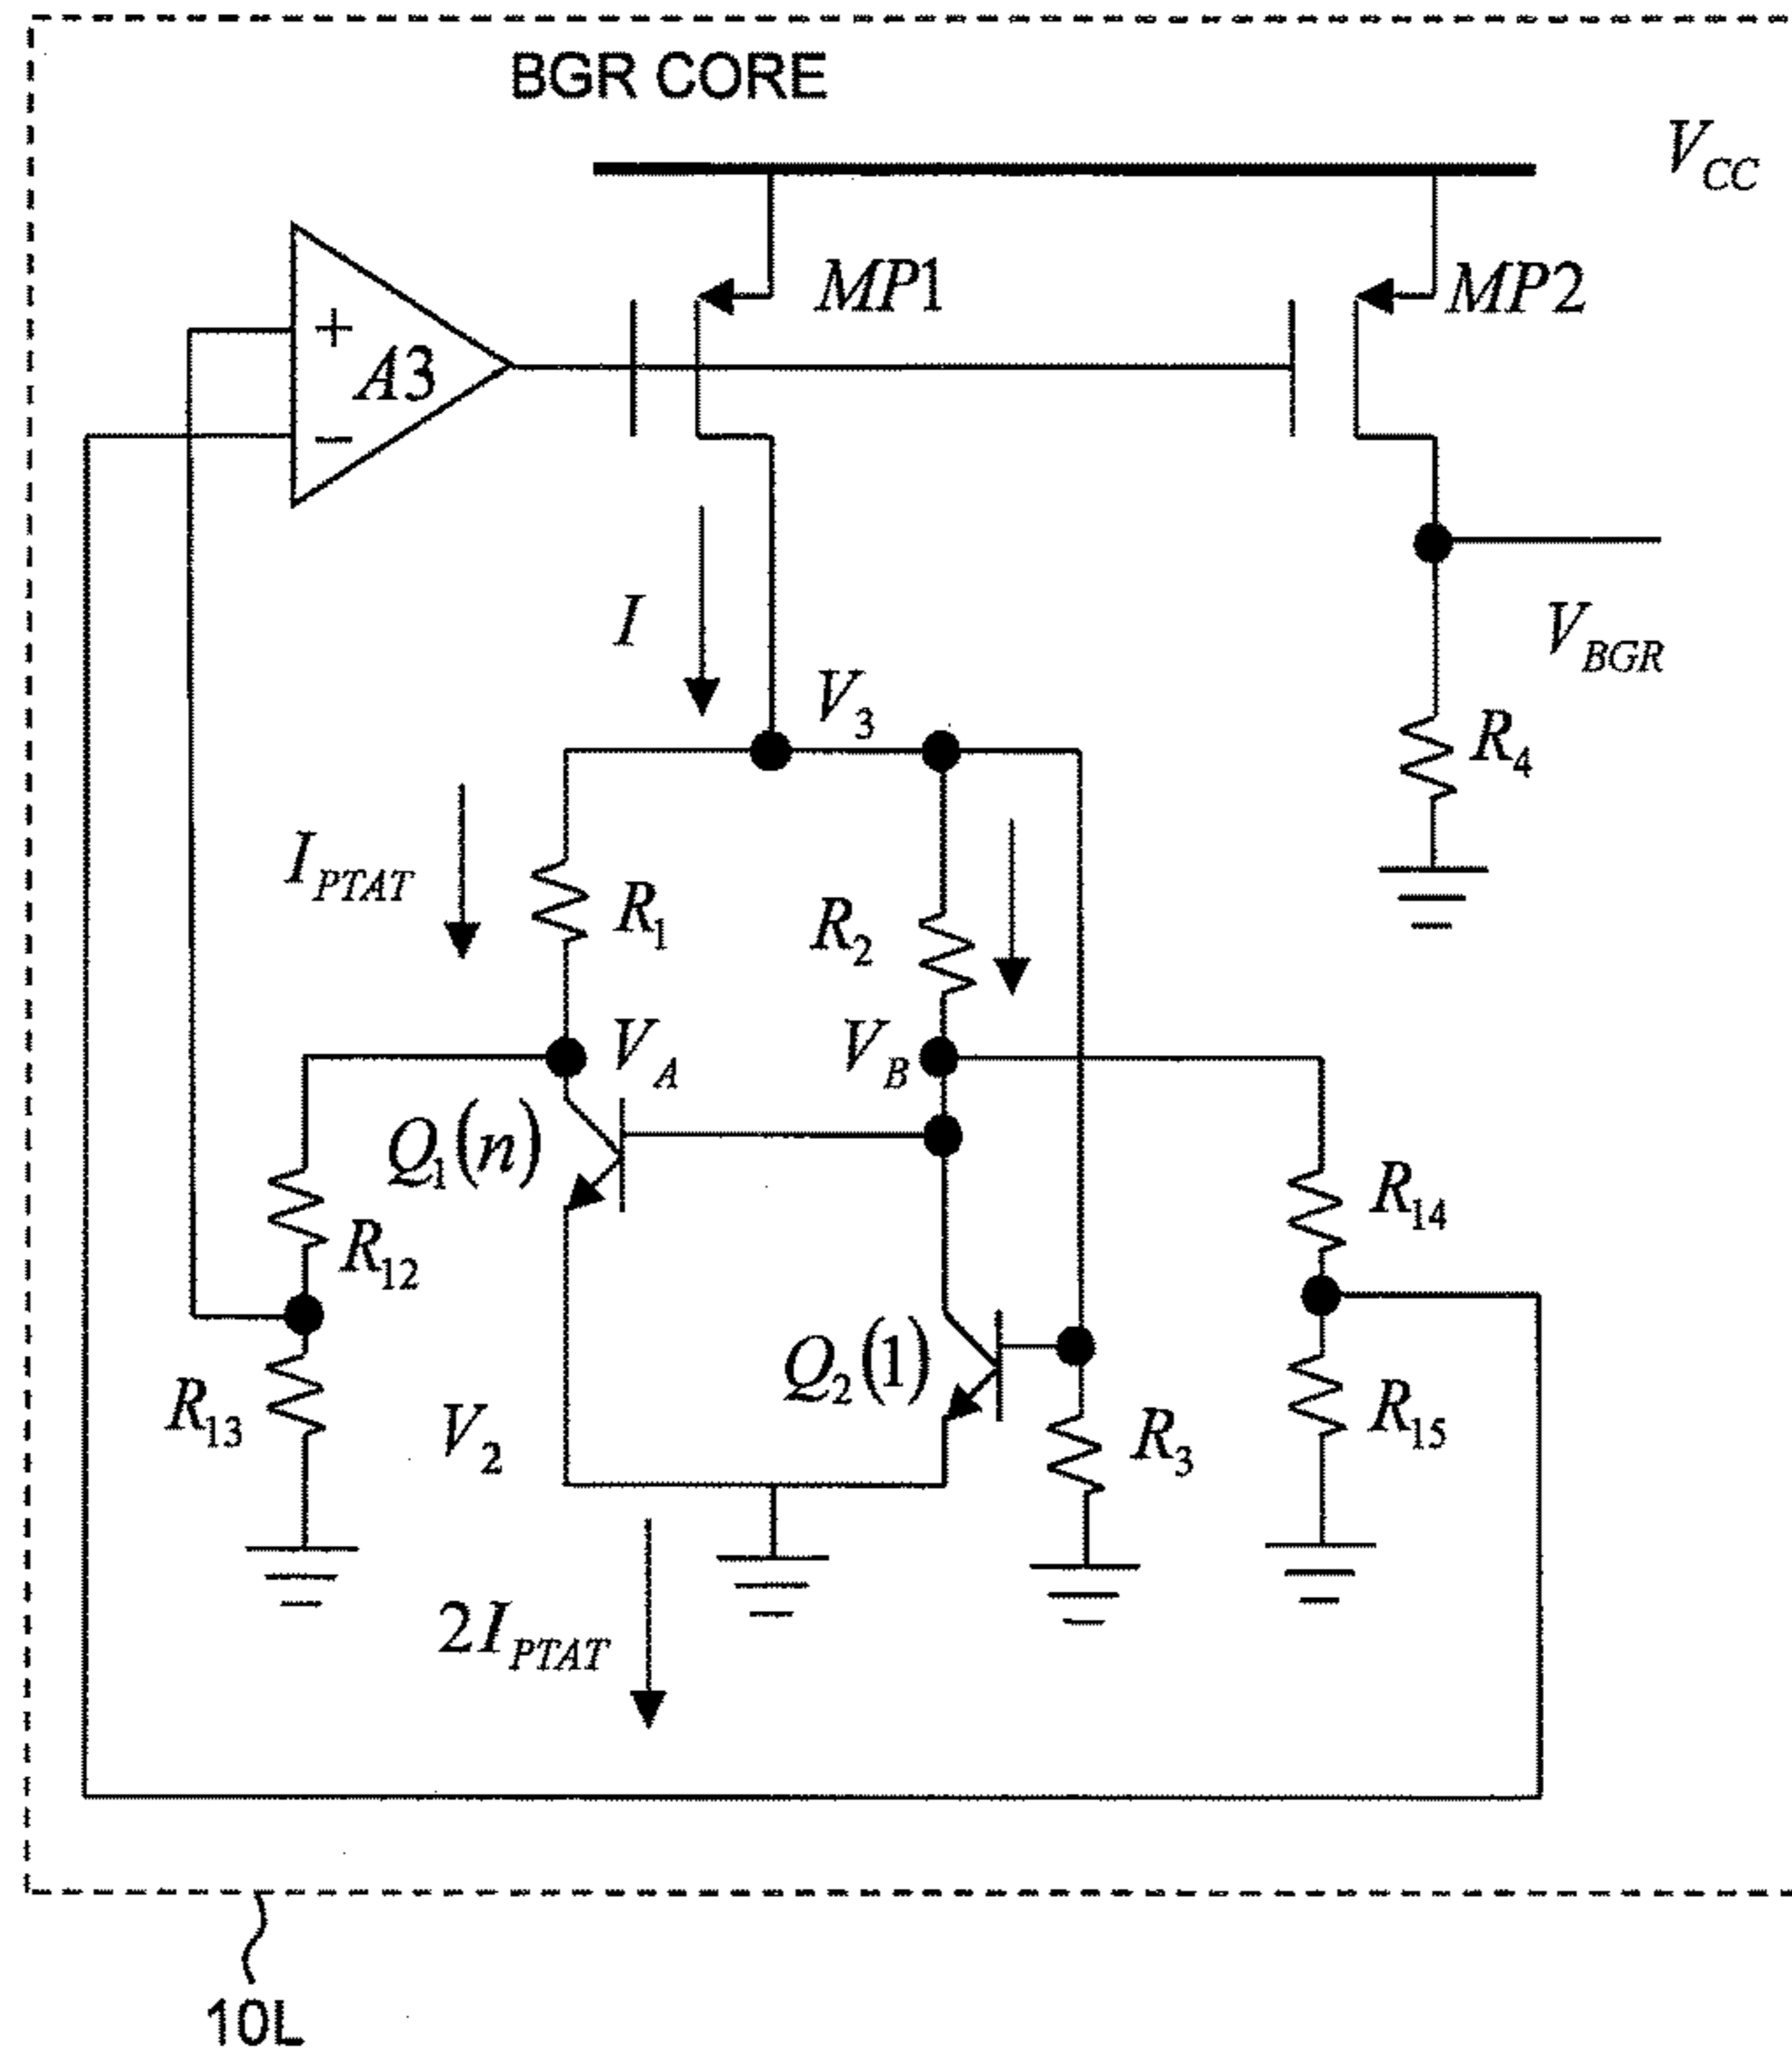 BGR CORE
V_CC
MP1
MP2
+
A3
−
I
V_3
V_BGR
R_4
I_PTAT
R_1
R_2
V_A
V_B
Q_1(n)
R_14
R_12
Q_2(1)
R_13
V_2
R_3
R_15
2I_PTAT
10L